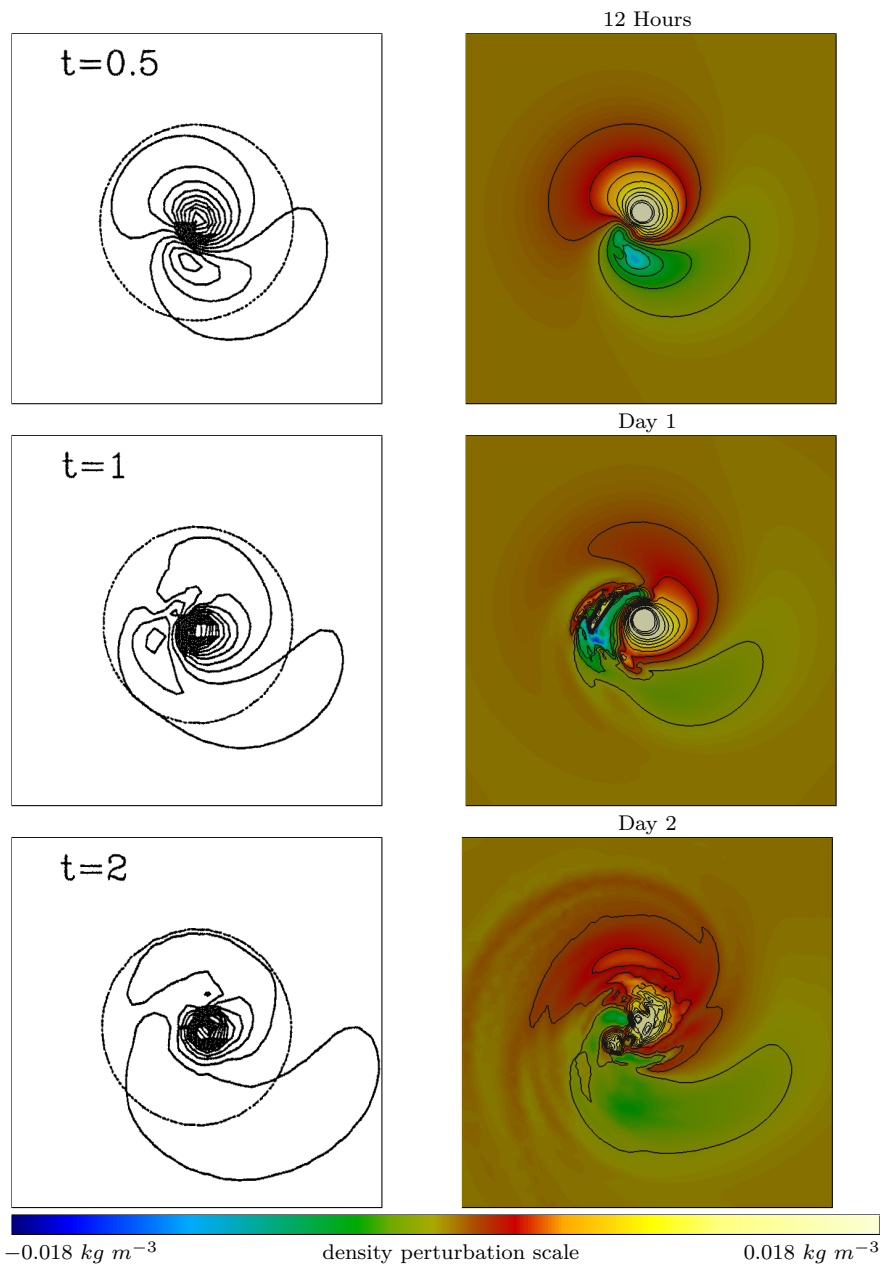 12 Hours
t=0.5
Day 1
t=1
Day 2
t=2
−0.018 kg m⁻³ density perturbation scale 0.018 kg m⁻³